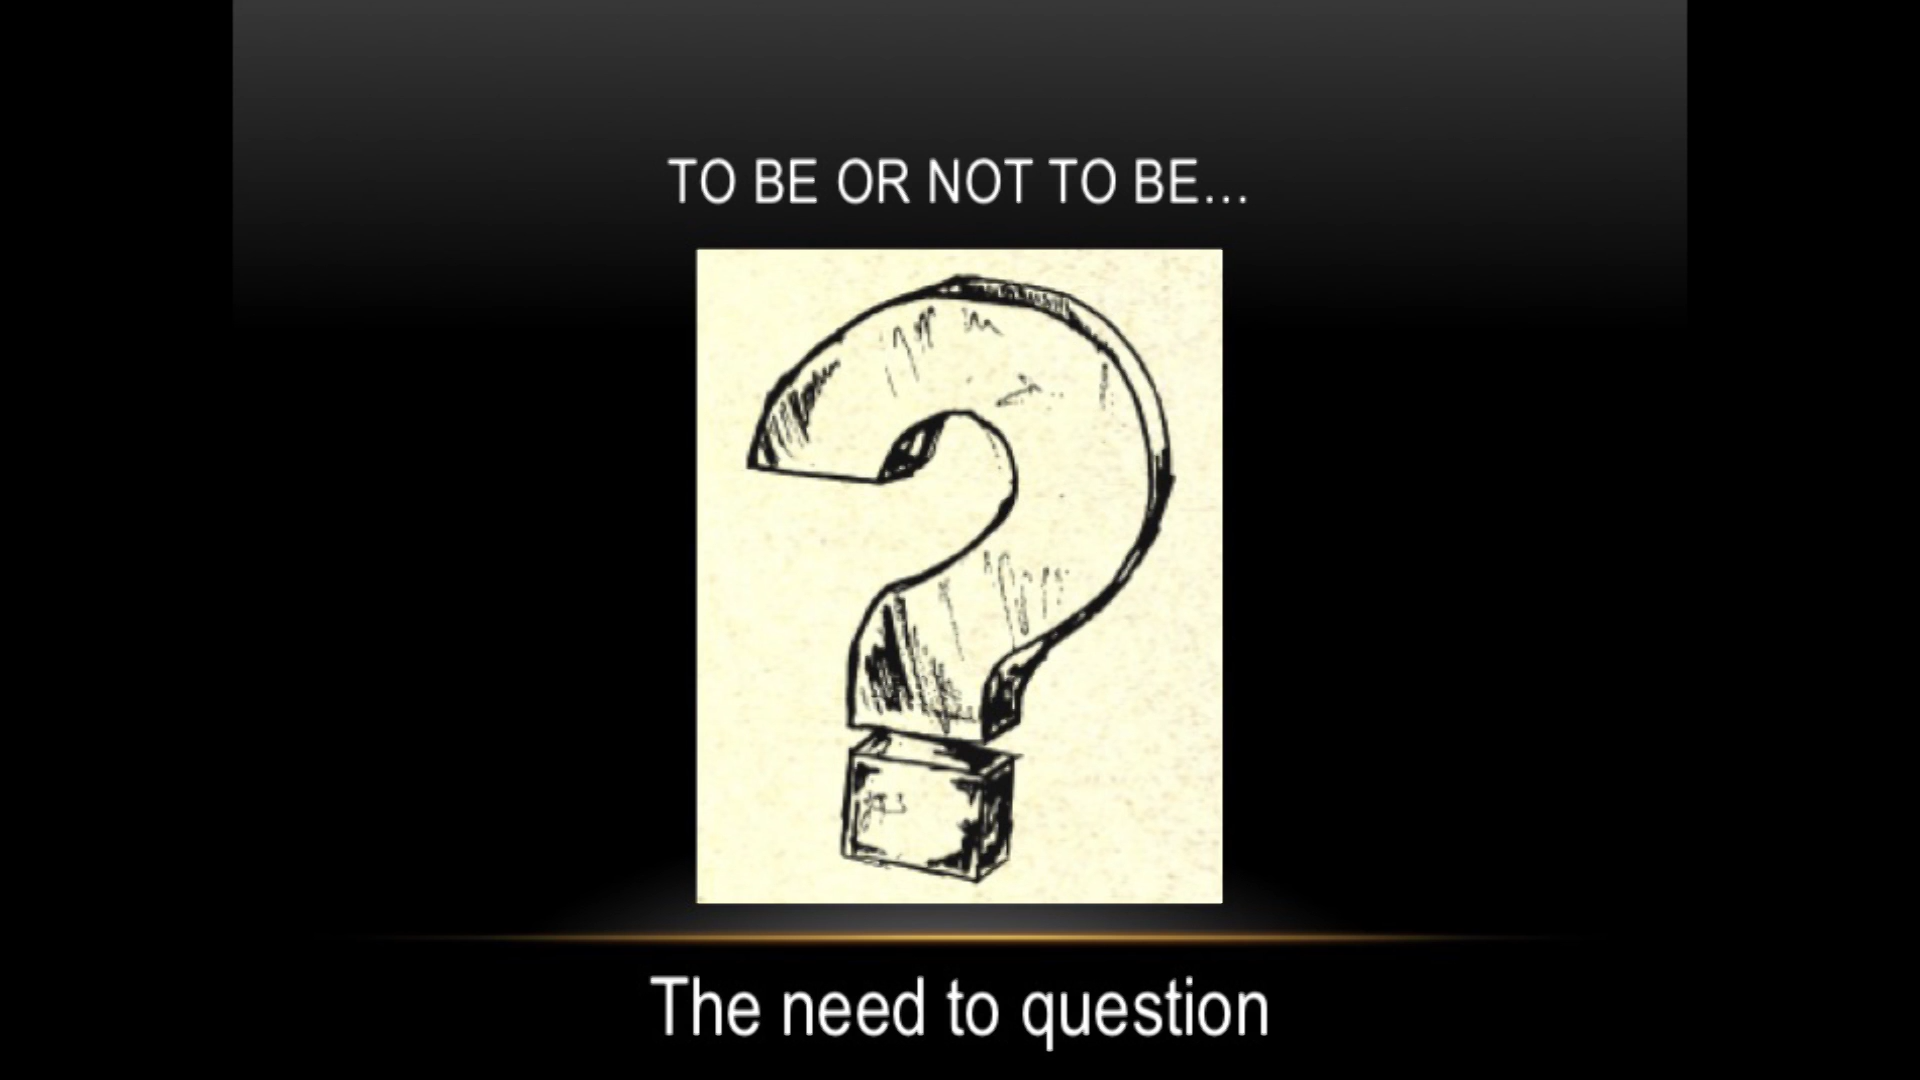 TO BE OR NOT TO BE...
?
The need to question